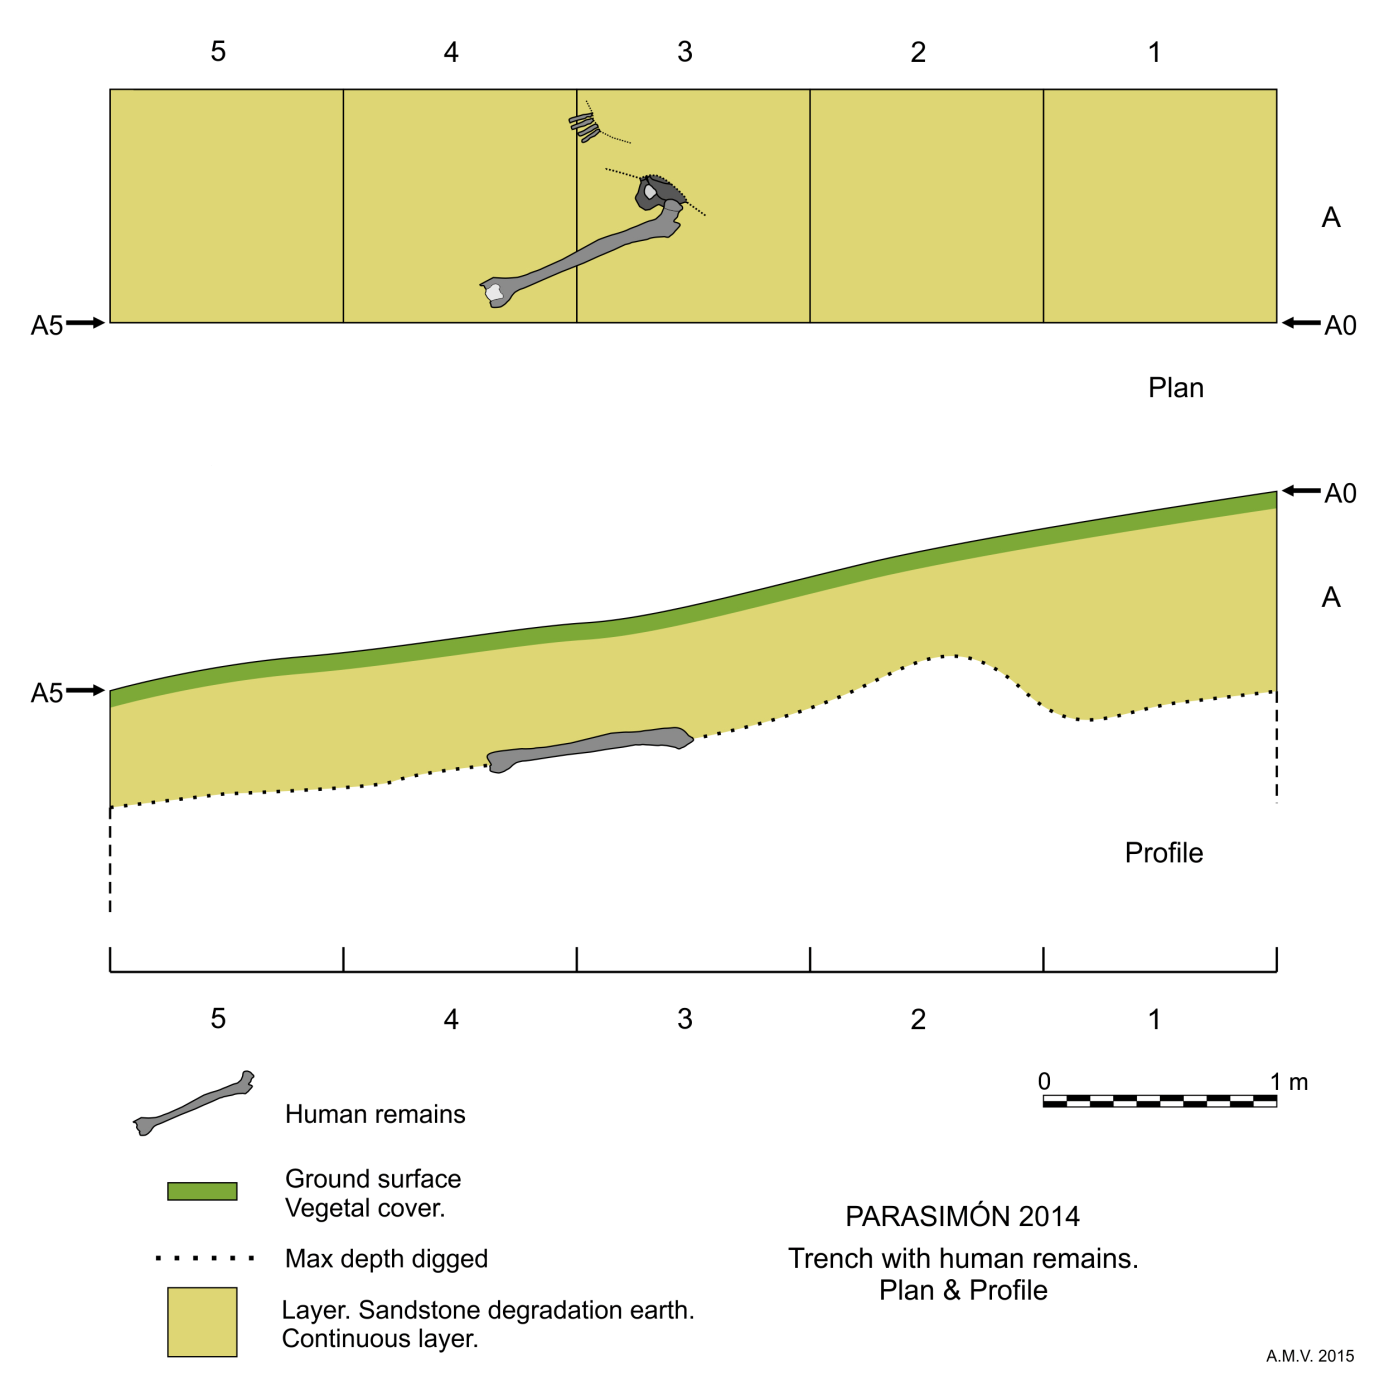 5 4 3 2 1
A
A5 A0
Plan
A0
A
A5
Profile
5 4 3 2 1
0 1 m
Human remains
Ground surface
Vegetal cover.
Max depth digged
Layer. Sandstone degradation earth.
Continuous layer.
PARASIMÓN 2014
Trench with human remains.
Plan & Profile
A.M.V. 2015